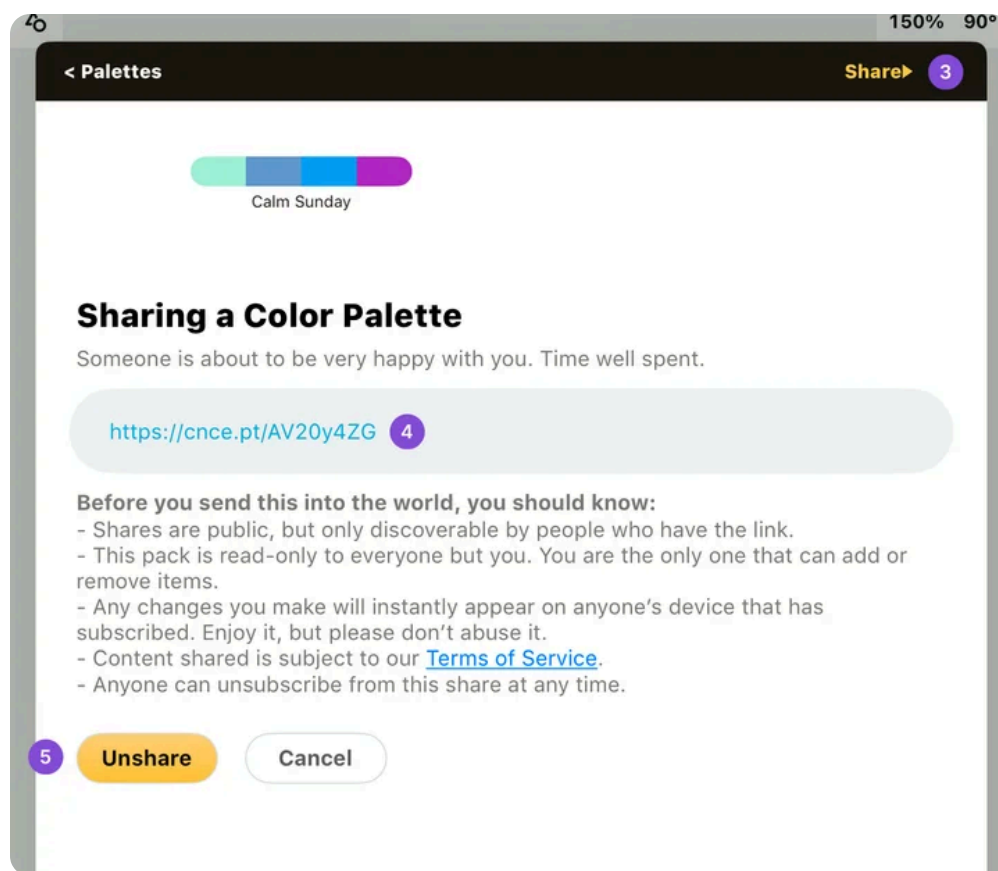 150% 90°
< Palettes
Share▸ 3
Calm Sunday
Sharing a Color Palette
Someone is about to be very happy with you. Time well spent.
https://cnce.pt/AV20y4ZG 4
Before you send this into the world, you should know:
- Shares are public, but only discoverable by people who have the link.
- This pack is read-only to everyone but you. You are the only one that can add or
remove items.
- Any changes you make will instantly appear on anyone’s device that has
subscribed. Enjoy it, but please don’t abuse it.
- Content shared is subject to our Terms of Service.
- Anyone can unsubscribe from this share at any time.
5 Unshare Cancel